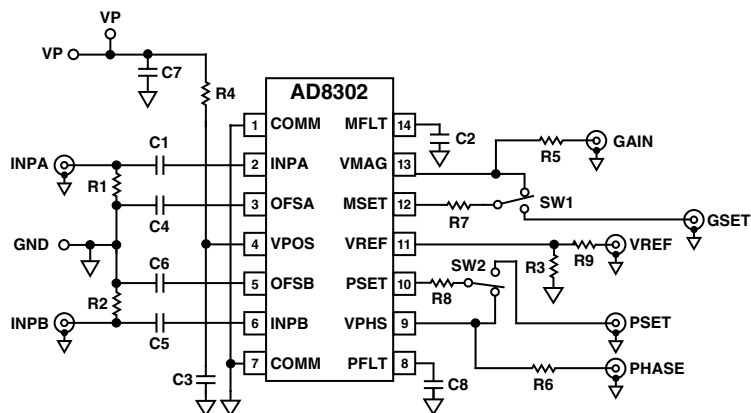 VP
VP
C7
R4
AD8302
1 COMM MFLT 14
C2
GAIN
R5
INPA
C1
2 INPA VMAG 13
R1
SW1
3 OFSA MSET 12
C4
R7
GSET
GND
4 VPOS VREF 11
R9
VREF
C6
SW2
R3
5 OFSB PSET 10
R2
R8
INPB
C5
6 INPB VPHS 9
PSET
C3
7 COMM PFLT 8
C8
R6
PHASE